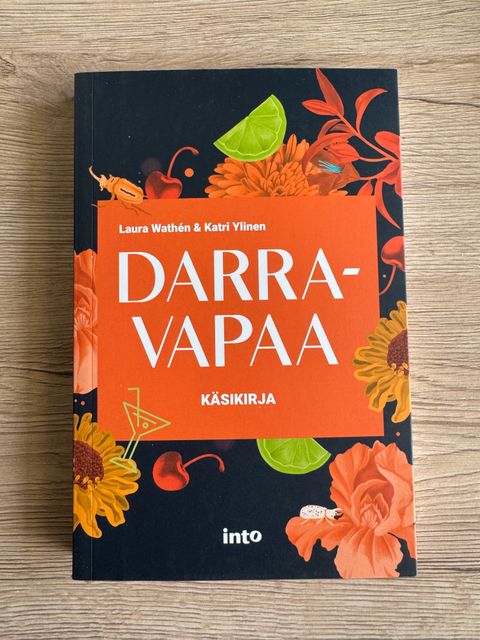 Laura Wathén & Katri Ylinen
DARRA-
VAPAA
KÄSIKIRJA
into